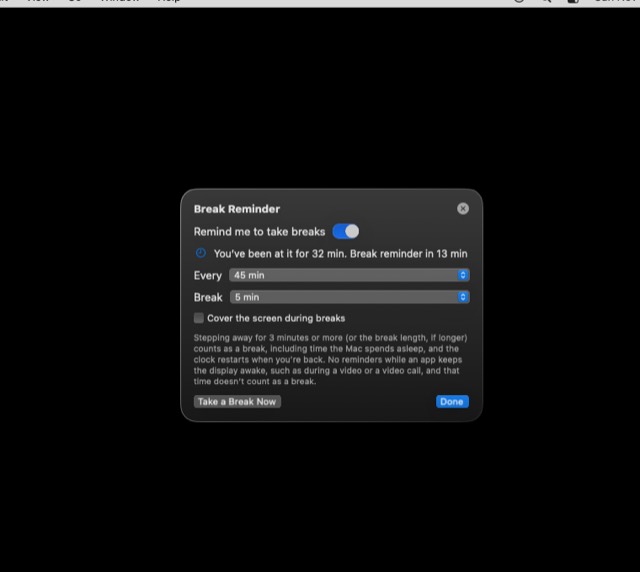 Break Reminder
Remind me to take breaks
You've been at it for 32 min. Break reminder in 13 min
Every 45 min
Break 5 min
Cover the screen during breaks
Stepping away for 3 minutes or more (or the break length, if longer)
counts as a break, including time the Mac spends asleep, and the
clock restarts when you're back. No reminders while an app keeps
the display awake, such as during a video or a video call, and that
time doesn't count as a break.
Take a Break Now Done